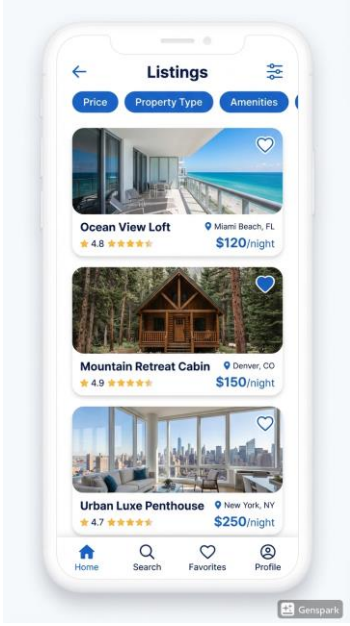 Listings
Price Property Type Amenities
Ocean View Loft Miami Beach, FL
4.8 $120/night
Mountain Retreat Cabin Denver, CO
4.9 $150/night
Urban Luxe Penthouse New York, NY
4.7 $250/night
Home Search Favorites Profile
Genspark